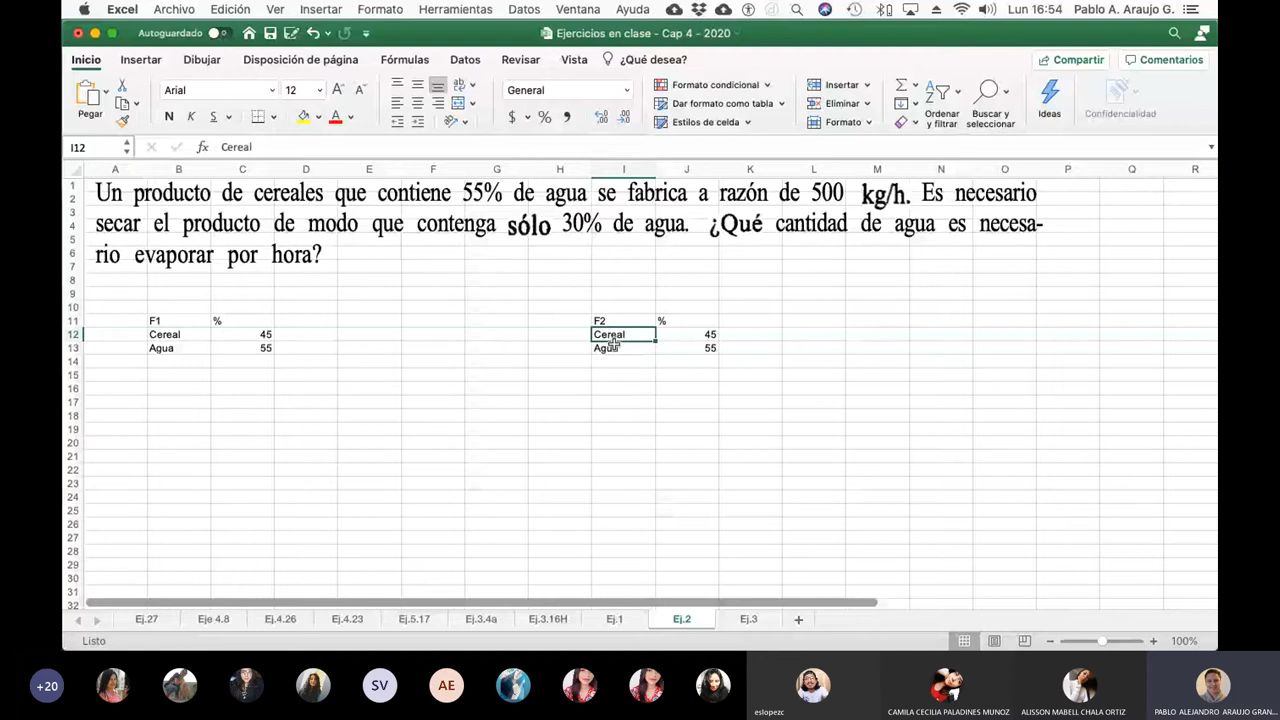 Excel Archivo Edición Ver Insertar Formato Herramientas Datos Ventana Ayuda Lun 16:54 Pablo A. Araujo G.
Autoguardado Ejercicios en clase - Cap 4 - 2020
Inicio Insertar Dibujar Disposición de página Fórmulas Datos Revisar Vista ¿Qué desea? Compartir Comentarios
Pegar Arial 12 General Formato condicional Insertar
Dar formato como tabla Eliminar
N K S Estilos de celda Formato Ordenar y filtrar Buscar y seleccionar Ideas Confidencialidad
I12 fx Cereal
A B C D E F G H I J K L M N O P Q R
1
2
3
4
5
6
7
8
9
10
11
12
13
14
15
16
17
18
19
20
21
22
23
24
25
26
27
28
29
30
31
32
Un producto de cereales que contiene 55% de agua se fabrica a razón de 500 kg/h. Es necesario
secar el producto de modo que contenga sólo 30% de agua. ¿Qué cantidad de agua es necesa-
rio evaporar por hora?
F1 % F2 %
Cereal 45 Cereal 45
Agua 55 Agua 55
Ej.27 Eje 4.8 Ej.4.26 Ej.4.23 Ej.5.17 Ej.3.4a Ej.3.16H Ej.1 Ej.2 Ej.3
Listo 100%
+20 SV AE
eslopezc CAMILA CECILIA PALADINES MUNOZ ALISSON MABELL CHALA ORTIZ PABLO ALEJANDRO ARAUJO GRAN...